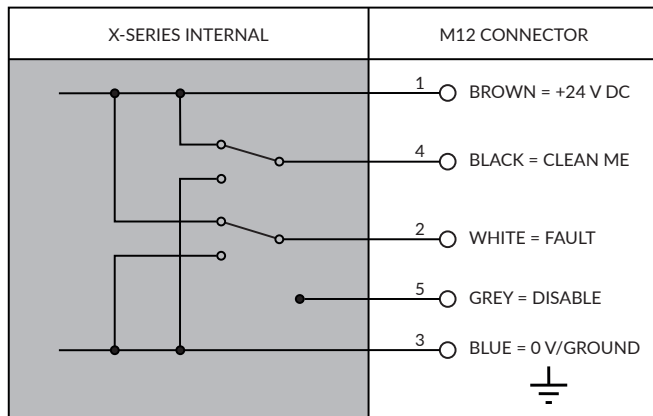 X-SERIES INTERNAL
M12 CONNECTOR
1 BROWN = +24 V DC
4 BLACK = CLEAN ME
2 WHITE = FAULT
5 GREY = DISABLE
3 BLUE = 0 V/GROUND